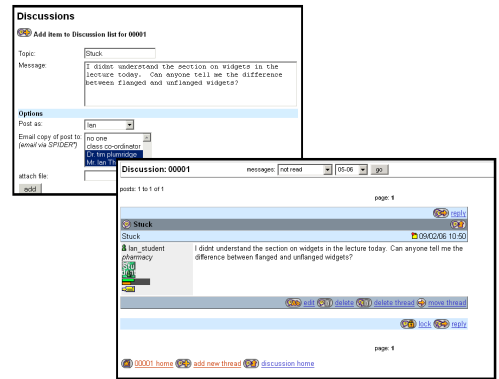 Discussions
Add item to Discussion list for 00001
Topic: Stuck
Message: I didnt understand the section on widgets in the
lecture today. Can anyone tell me the difference
between flanged and unflanged widgets?
Options
Post as: Ian
Email copy of post to: no one
(email via SPIDER*) class co-ordinator
Dr. tim plumridge
Mr. Ian Th
attach file:
add
Discussion: 00001 messages: not read 05-06 go
posts: 1 to 1 of 1
page: 1
reply
Stuck
Stuck 09/02/06 10:50
Ian_student I didnt understand the section on widgets in the lecture today. Can anyone tell me the
pharmacy difference between flanged and unflanged widgets?
edit delete delete thread move thread
lock reply
page: 1
00001 home add new thread discussion home